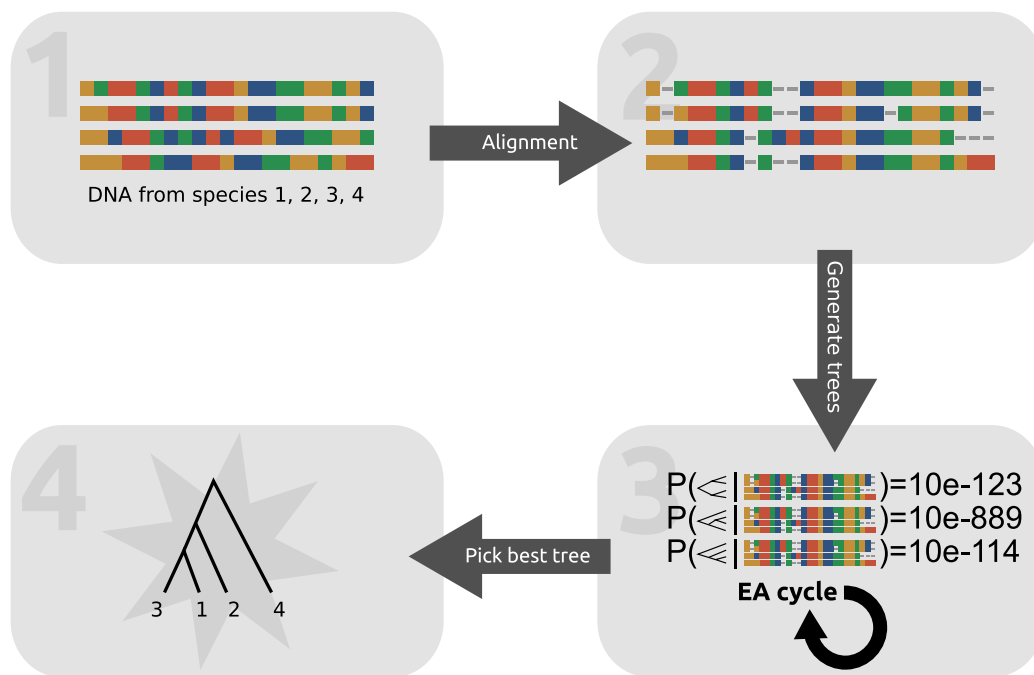 1
DNA from species 1, 2, 3, 4
Alignment
2
Generate trees
3
P( | )=10e-123
P( | )=10e-889
P( | )=10e-114
EA cycle
Pick best tree
4
3 1 2 4